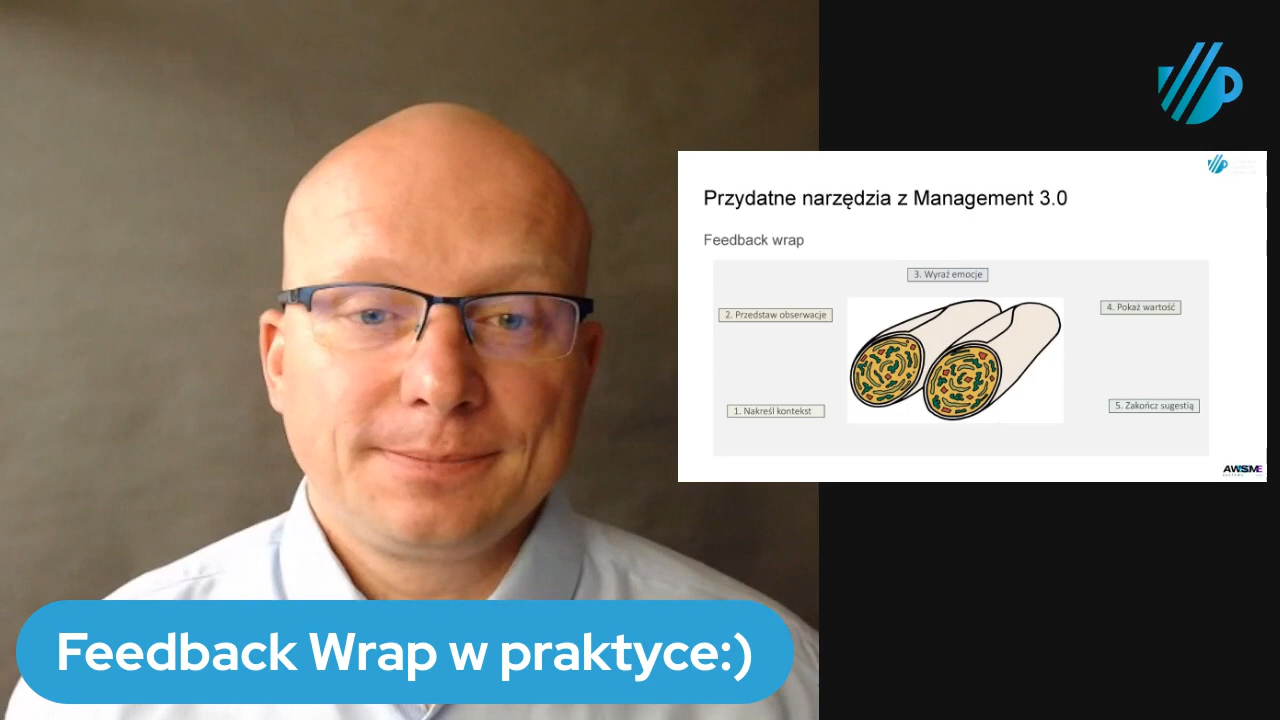 Przydatne narzędzia z Management 3.0
Feedback wrap
3. Wyraź emocje
2. Przedstaw obserwacje
4. Pokaż wartość
1. Nakreśl kontekst
5. Zakończ sugestią
AWSME
Feedback Wrap w praktyce:)